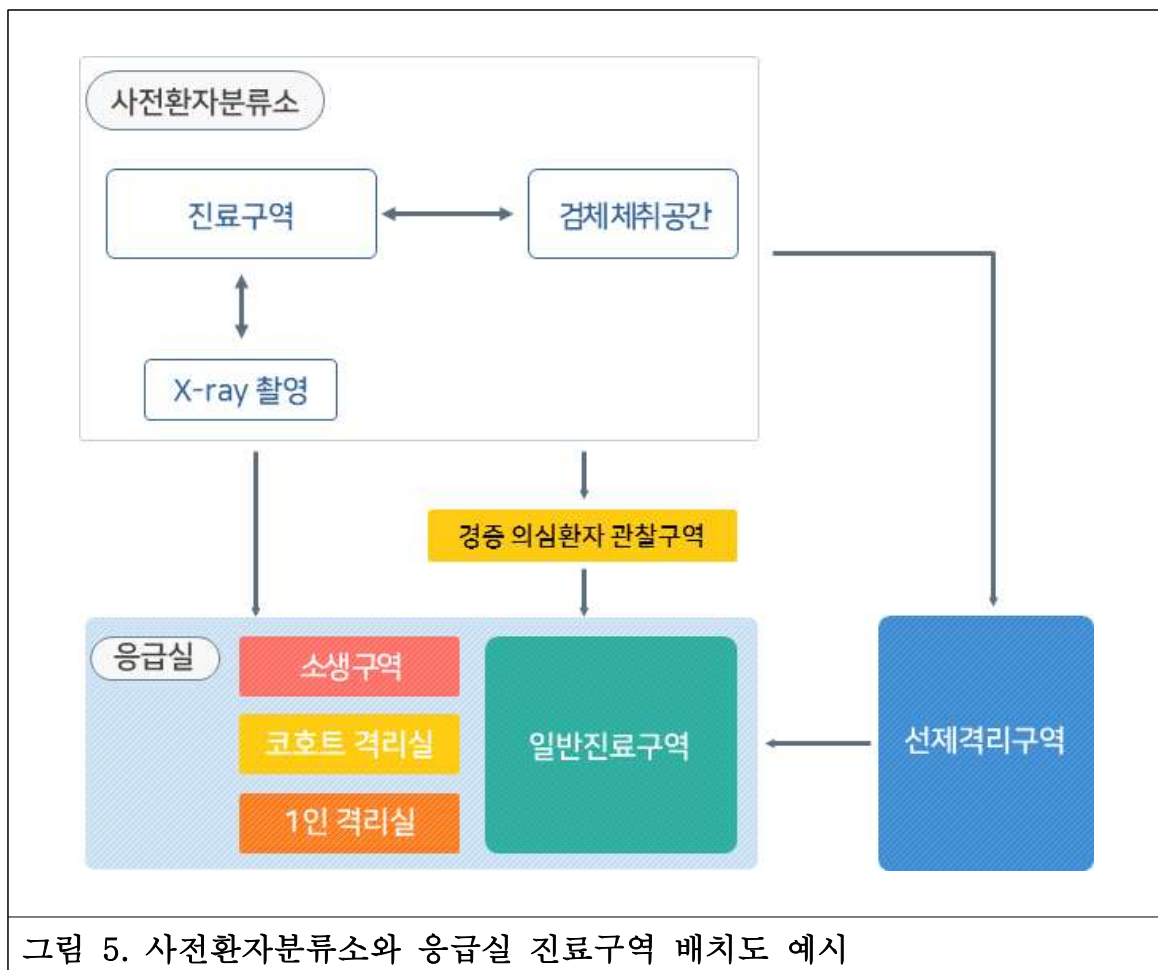 사전환자분류소
진료구역
검체체취공간
X-ray 촬영
경증 의심환자 관찰구역
응급실
소생구역
코호트 격리실
1인 격리실
일반진료구역
선제격리구역
그림 5. 사전환자분류소와 응급실 진료구역 배치도 예시